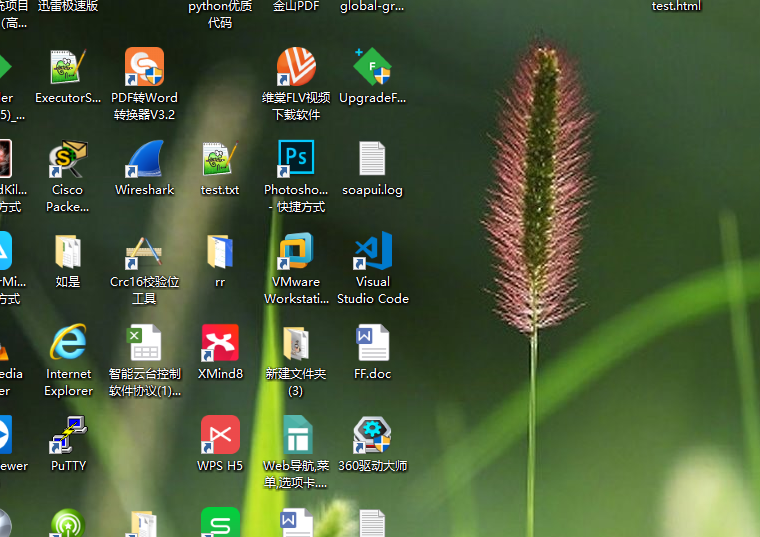 先项目
(高...
迅雷极速版
python优质
代码
金山PDF
global-gr...
test.html
er
5)_...
ExecutorS...
PDF转Word
转换器V3.2
维棠FLV视频
下载软件
UpgradeF...
F
dKil...
方式
Cisco
Packe...
Wireshark
test.txt
Ps
Photosho...
- 快捷方式
soapui.log
rMi...
方式
如是
Crc16校验位
工具
rr
VMware
Workstati...
Visual
Studio Code
edia
er
Internet
Explorer
智能云台控制
软件协议(1)...
XMind8
新建文件夹
(3)
W
FF.doc
ewer
PuTTY
WPS H5
Web导航,菜
单,选项卡....
360驱动大师
S
W